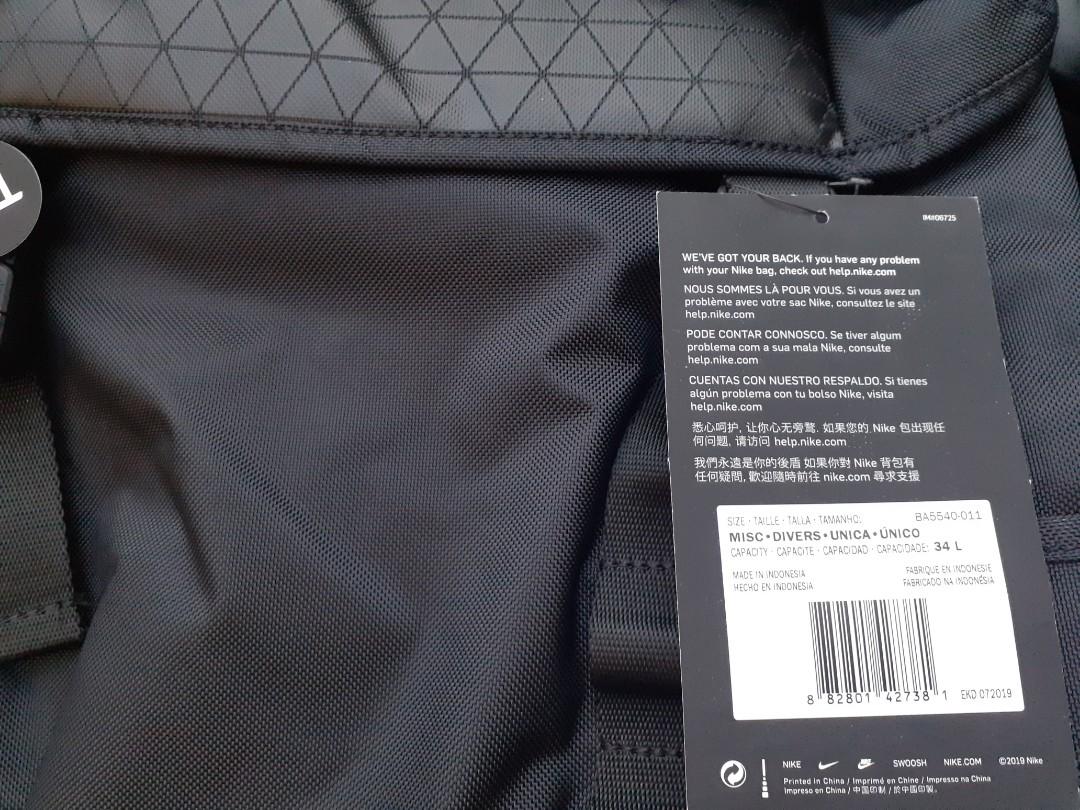 IM#06725
WE'VE GOT YOUR BACK. If you have any problem
with your Nike bag, check out help.nike.com
NOUS SOMMES LÀ POUR VOUS. Si vous avez un
problème avec votre sac Nike, consultez le site
help.nike.com
PODE CONTAR CONNOSCO. Se tiver algum
problema com a sua mala Nike, consulte
help.nike.com
CUENTAS CON NUESTRO RESPALDO. Si tienes
algún problema con tu bolso Nike, visita
help.nike.com
悉心呵护, 让你心无旁骛. 如果您的 Nike 包出现任
何问题, 请访问 help.nike.com
我們永遠是你的後盾 如果你對 Nike 背包有
任何疑問, 歡迎隨時前往 nike.com 尋求支援
SIZE · TAILLE · TALLA · TAMANHO: BA5540-011
MISC • DIVERS • UNICA • ÚNICO
CAPACITY · CAPACITE · CAPACIDAD · CAPACIDADE: 34 L
MADE IN INDONESIA FABRIQUE EN INDONESIE
HECHO EN INDONESIA FABRICADO NA INDONÉSIA
8 82801 42738 1 EKD 072019
NIKE SWOOSH NIKE.COM ©2019 Nike
Printed in China / Imprimé en Chine / Impresso na China
Impreso en China / 中国印制 / 於中國印製。